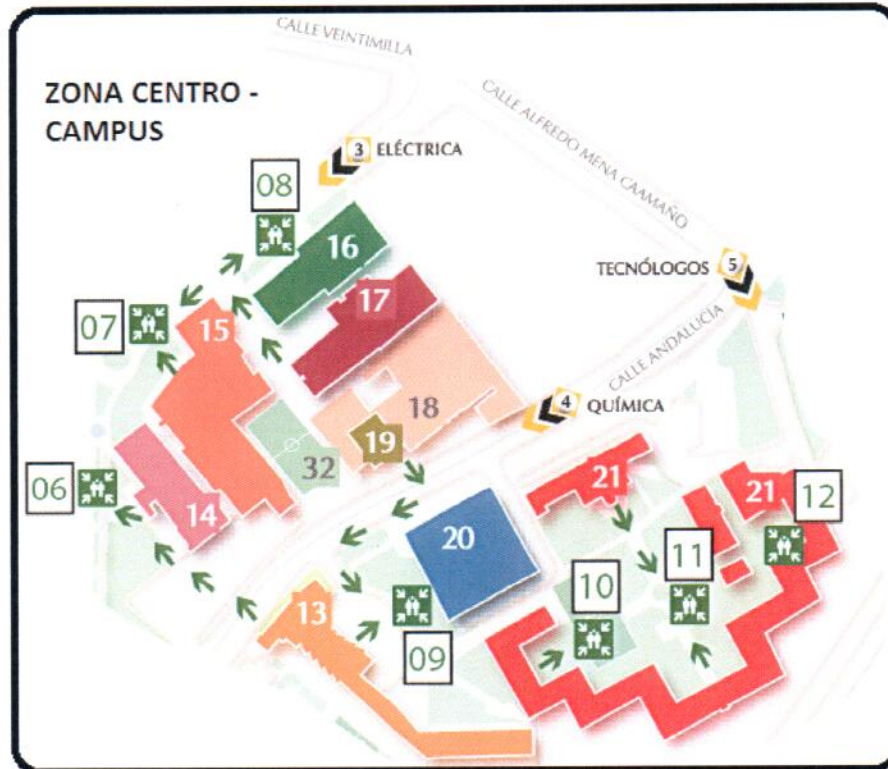 CALLE VEINTIMILLA
ZONA CENTRO -
CAMPUS
CALLE ALFREDO MENA CAAMAÑO
3 ELÉCTRICA
08
16
TECNÓLOGOS 5
17
07
15
CALLE ANDALUCÍA
18
4 QUÍMICA
19
32
06
14
21
21
12
20
11
10
13
09